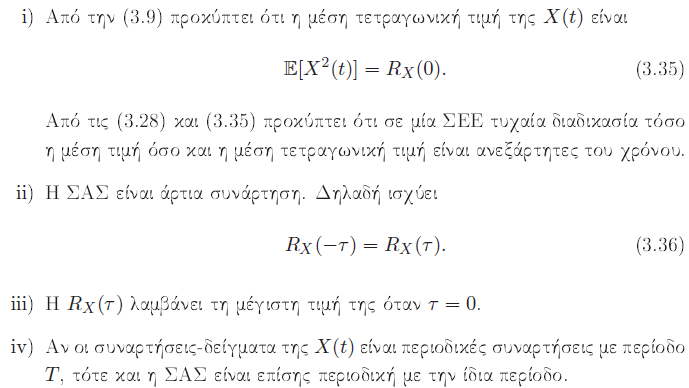 i) Από την (3.9) προκύπτει ότι η μέση τετραγωνική τιμή της X(t) είναι
𝔼[X²(t)] = R_X(0). (3.35)
Από τις (3.28) και (3.35) προκύπτει ότι σε μία ΣΕΕ τυχαία διαδικασία τόσο
η μέση τιμή όσο και η μέση τετραγωνική τιμή είναι ανεξάρτητες του χρόνου.
ii) Η ΣΑΣ είναι άρτια συνάρτηση. Δηλαδή ισχύει
R_X(−τ) = R_X(τ). (3.36)
iii) Η R_X(τ) λαμβάνει τη μέγιστη τιμή της όταν τ = 0.
iv) Αν οι συναρτήσεις-δείγματα της X(t) είναι περιοδικές συναρτήσεις με περίοδο
T, τότε και η ΣΑΣ είναι επίσης περιοδική με την ίδια περίοδο.